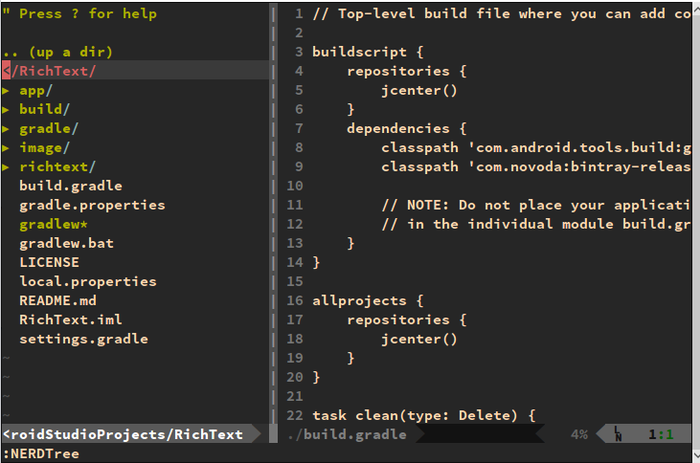 " Press ? for help
.. (up a dir)
</RichText/
▸ app/
▸ build/
▸ gradle/
▸ image/
▸ richtext/
build.gradle
gradle.properties
gradlew*
gradlew.bat
LICENSE
local.properties
README.md
RichText.iml
settings.gradle
~
~
~
~
<roidStudioProjects/RichText
1 // Top-level build file where you can add co
2
3 buildscript {
4     repositories {
5         jcenter()
6     }
7     dependencies {
8         classpath 'com.android.tools.build:g
9         classpath 'com.novoda:bintray-releas
10
11         // NOTE: Do not place your applicati
12         // in the individual module build.gr
13     }
14 }
15
16 allprojects {
17     repositories {
18         jcenter()
19     }
20 }
21
22 task clean(type: Delete) {
./build.gradle 4% LN 1:1
:NERDTree